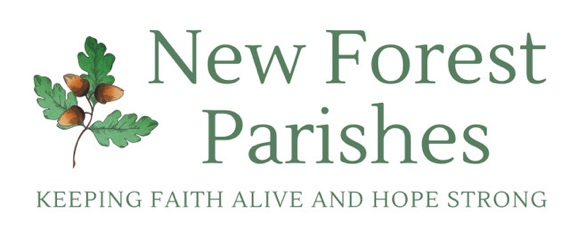 New Forest
Parishes
KEEPING FAITH ALIVE AND HOPE STRONG